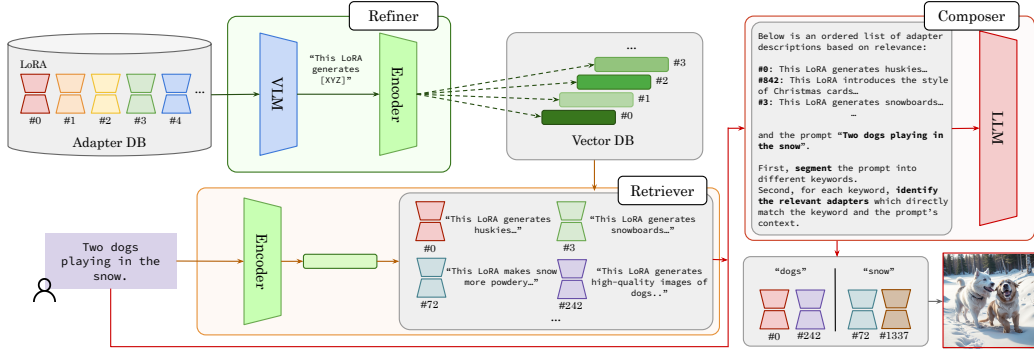 Refiner
LoRA
#0
#1
#2
#3
#4
...
Adapter DB
VLM
“This LoRA
generates
[XYZ]”
Encoder
...
#3
#2
#1
#0
Vector DB
Composer
Below is an ordered list of adapter
descriptions based on relevance:
#0: This LoRA generates huskies…
#842: This LoRA introduces the style
of Christmas cards…
#3: This LoRA generates snowboards…
…
and the prompt “Two dogs playing in
the snow”.
First, segment the prompt into
different keywords.
Second, for each keyword, identify
the relevant adapters which directly
match the keyword and the prompt’s
context.
LLM
Retriever
Two dogs
playing in the
snow.
Encoder
“This LoRA generates
huskies…”
#0
“This LoRA generates
snowboards…”
#3
“This LoRA makes snow
more powdery…”
#72
“This LoRA generates
high-quality images of
dogs..”
#242
...
“dogs”
“snow”
#0
#242
#72
#1337